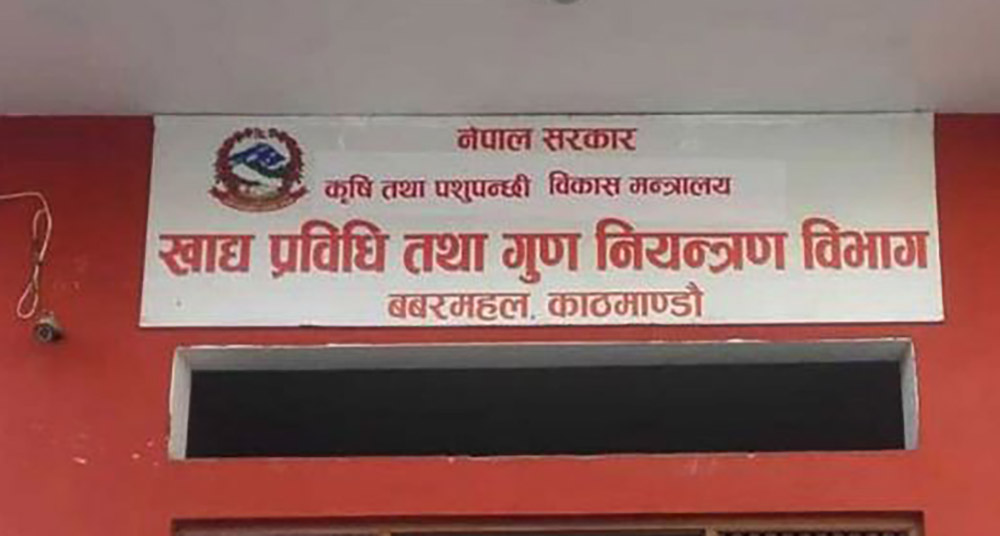 नेपाल सरकार
कृषि तथा पशुपन्छी विकास मन्त्रालय
खाद्य प्रविधि तथा गुण नियन्त्रण विभाग
बबरमहल, काठमाण्डौ